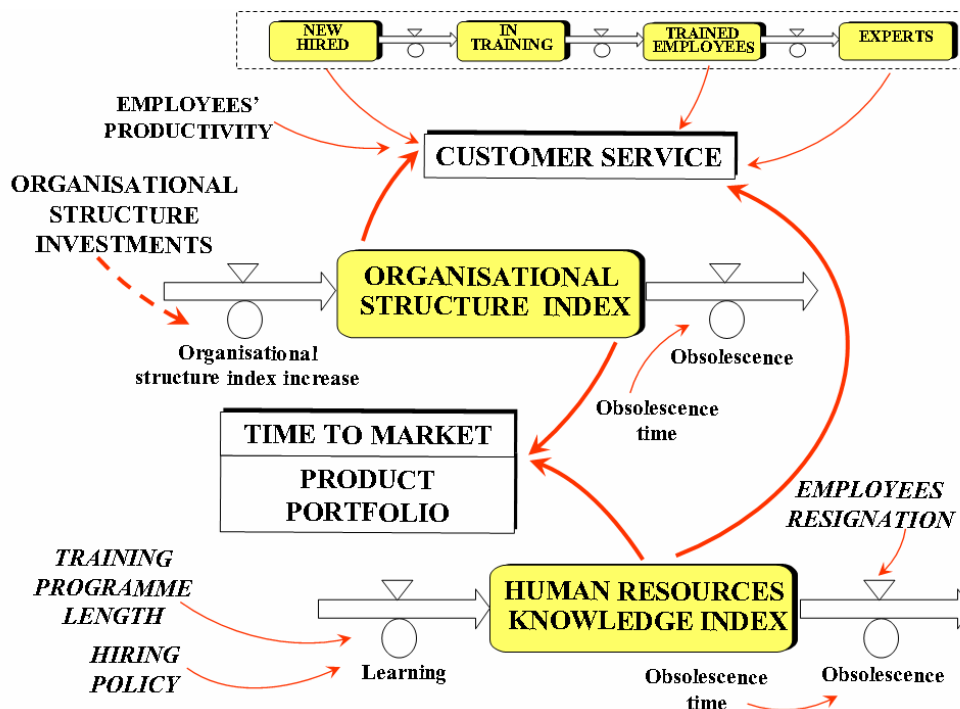 NEW
HIRED
IN
TRAINING
TRAINED
EMPLOYEES
EXPERTS
EMPLOYEES’
PRODUCTIVITY
CUSTOMER SERVICE
ORGANISATIONAL
STRUCTURE
INVESTMENTS
ORGANISATIONAL
STRUCTURE INDEX
Organisational
structure index increase
Obsolescence
Obsolescence
time
TIME TO MARKET
PRODUCT
PORTFOLIO
EMPLOYEES
RESIGNATION
TRAINING
PROGRAMME
LENGTH
HUMAN RESOURCES
KNOWLEDGE INDEX
HIRING
POLICY
Learning
Obsolescence
time
Obsolescence